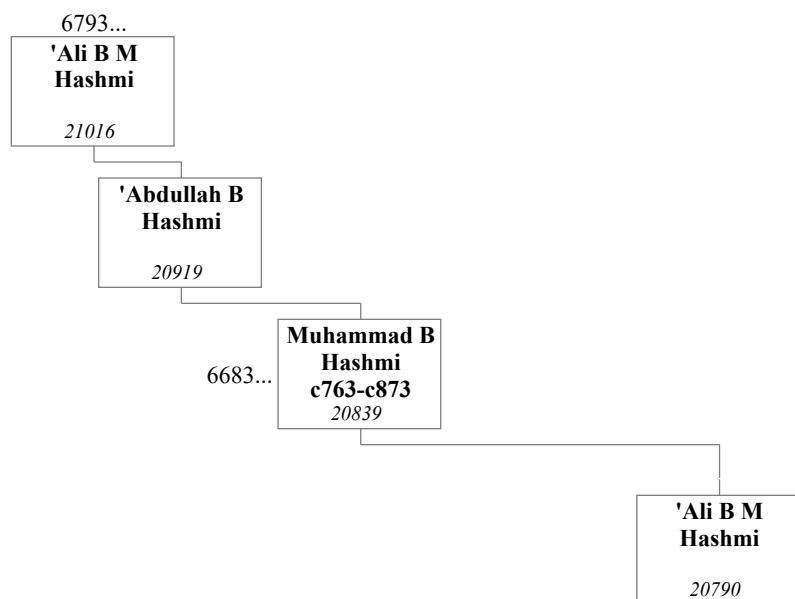 6793...
'Ali B M
Hashmi
21016
'Abdullah B
Hashmi
20919
Muhammad B
Hashmi
6683...
c763-c873
20839
'Ali B M
Hashmi
20790